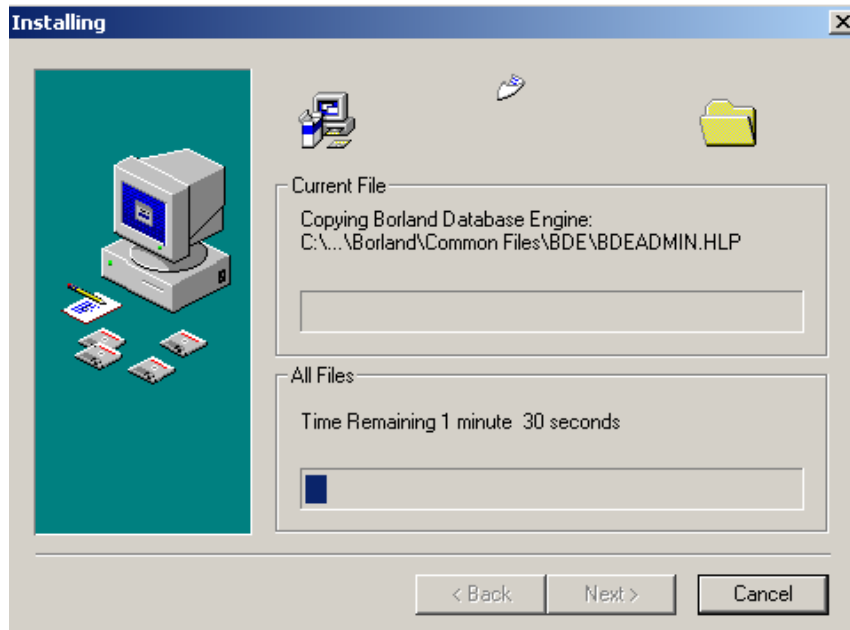 Installing
Current File
Copying Borland Database Engine:
C:\...\Borland\Common Files\BDE\BDEADMIN.HLP
All Files
Time Remaining 1 minute  30 seconds
< Back
Next >
Cancel